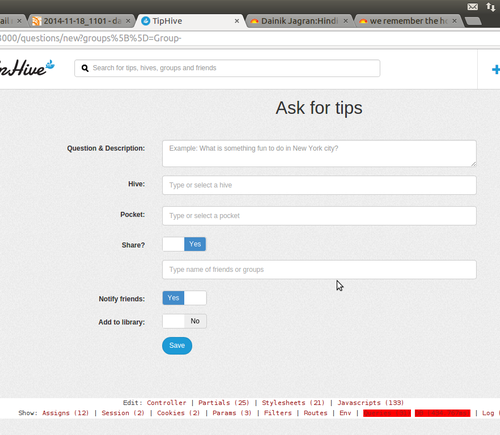 ail
2014-11-18_1101 - da
TipHive
Dainik Jagran:Hindi
we remember the ho
3000/questions/new?groups%5B%5D=Group-
Hive
Search for tips, hives, groups and friends
Ask for tips
Question & Description:
Example: What is something fun to do in New York city?
Hive:
Type or select a hive
Pocket:
Type or select a pocket
Share?
Yes
Type name of friends or groups
Notify friends:
Yes
Add to library:
No
Save
Edit: Controller | Partials (25) | Stylesheets (21) | Javascripts (133)
Show: Assigns (12) | Session (2) | Cookies (2) | Params (3) | Filters | Routes | Env | Log (